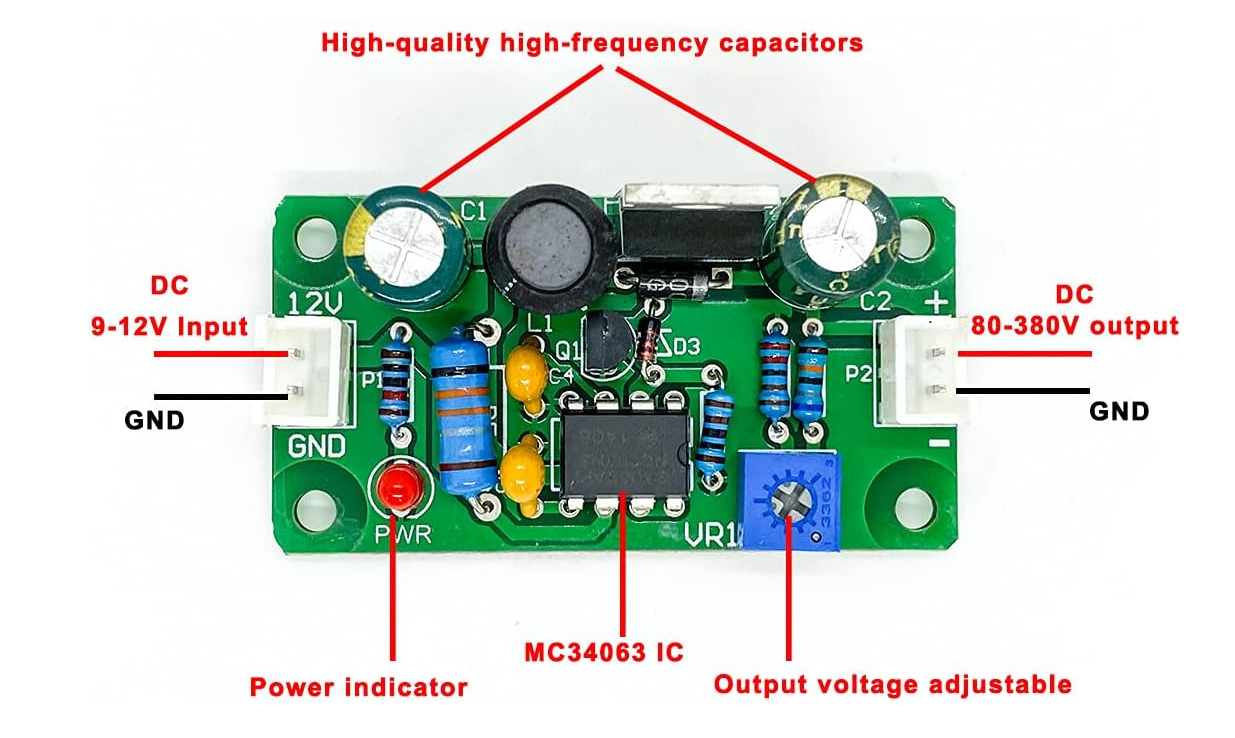 High-quality high-frequency capacitors
C1
12V
DC
9-12V Input
GND
GND
P1
L1
Q1
C4
D3
C2
+
DC
80-380V output
P2
GND
-
PWR
VR1
3362
Power indicator
MC34063 IC
Output voltage adjustable